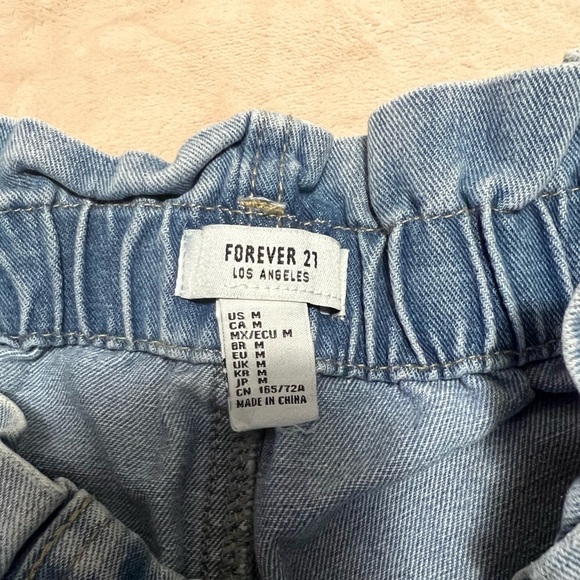 FOREVER 21
LOS ANGELES
US M
CA M
MX/ECU M
BR M
EU M
UK M
KR M
JP M
CN 165/72A
MADE IN CHINA